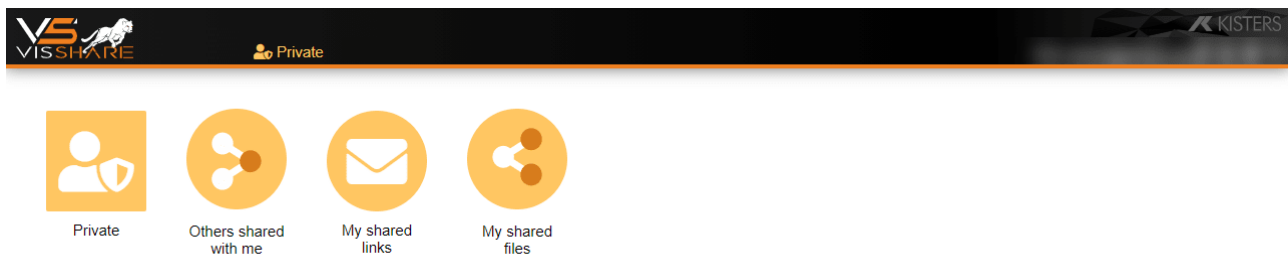 VS
VISSHARE
Private
KISTERS
Private
Others shared
with me
My shared
links
My shared
files